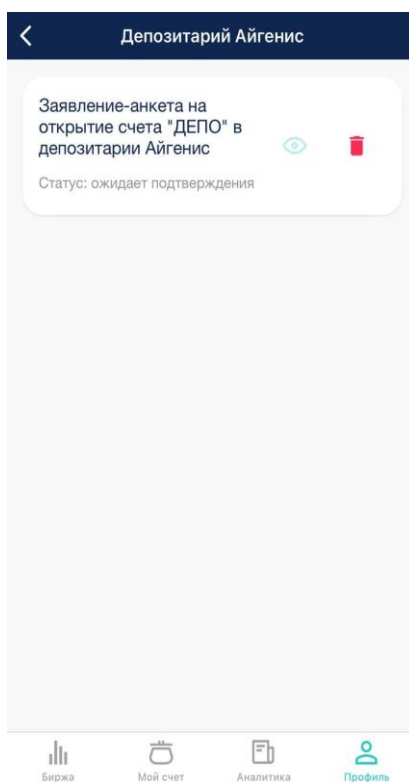 Депозитарий Айгенис
Заявление-анкета на
открытие счета "ДЕПО" в
депозитарии Айгенис
Статус: ожидает подтверждения
Биржа
Мой счет
Аналитика
Профиль